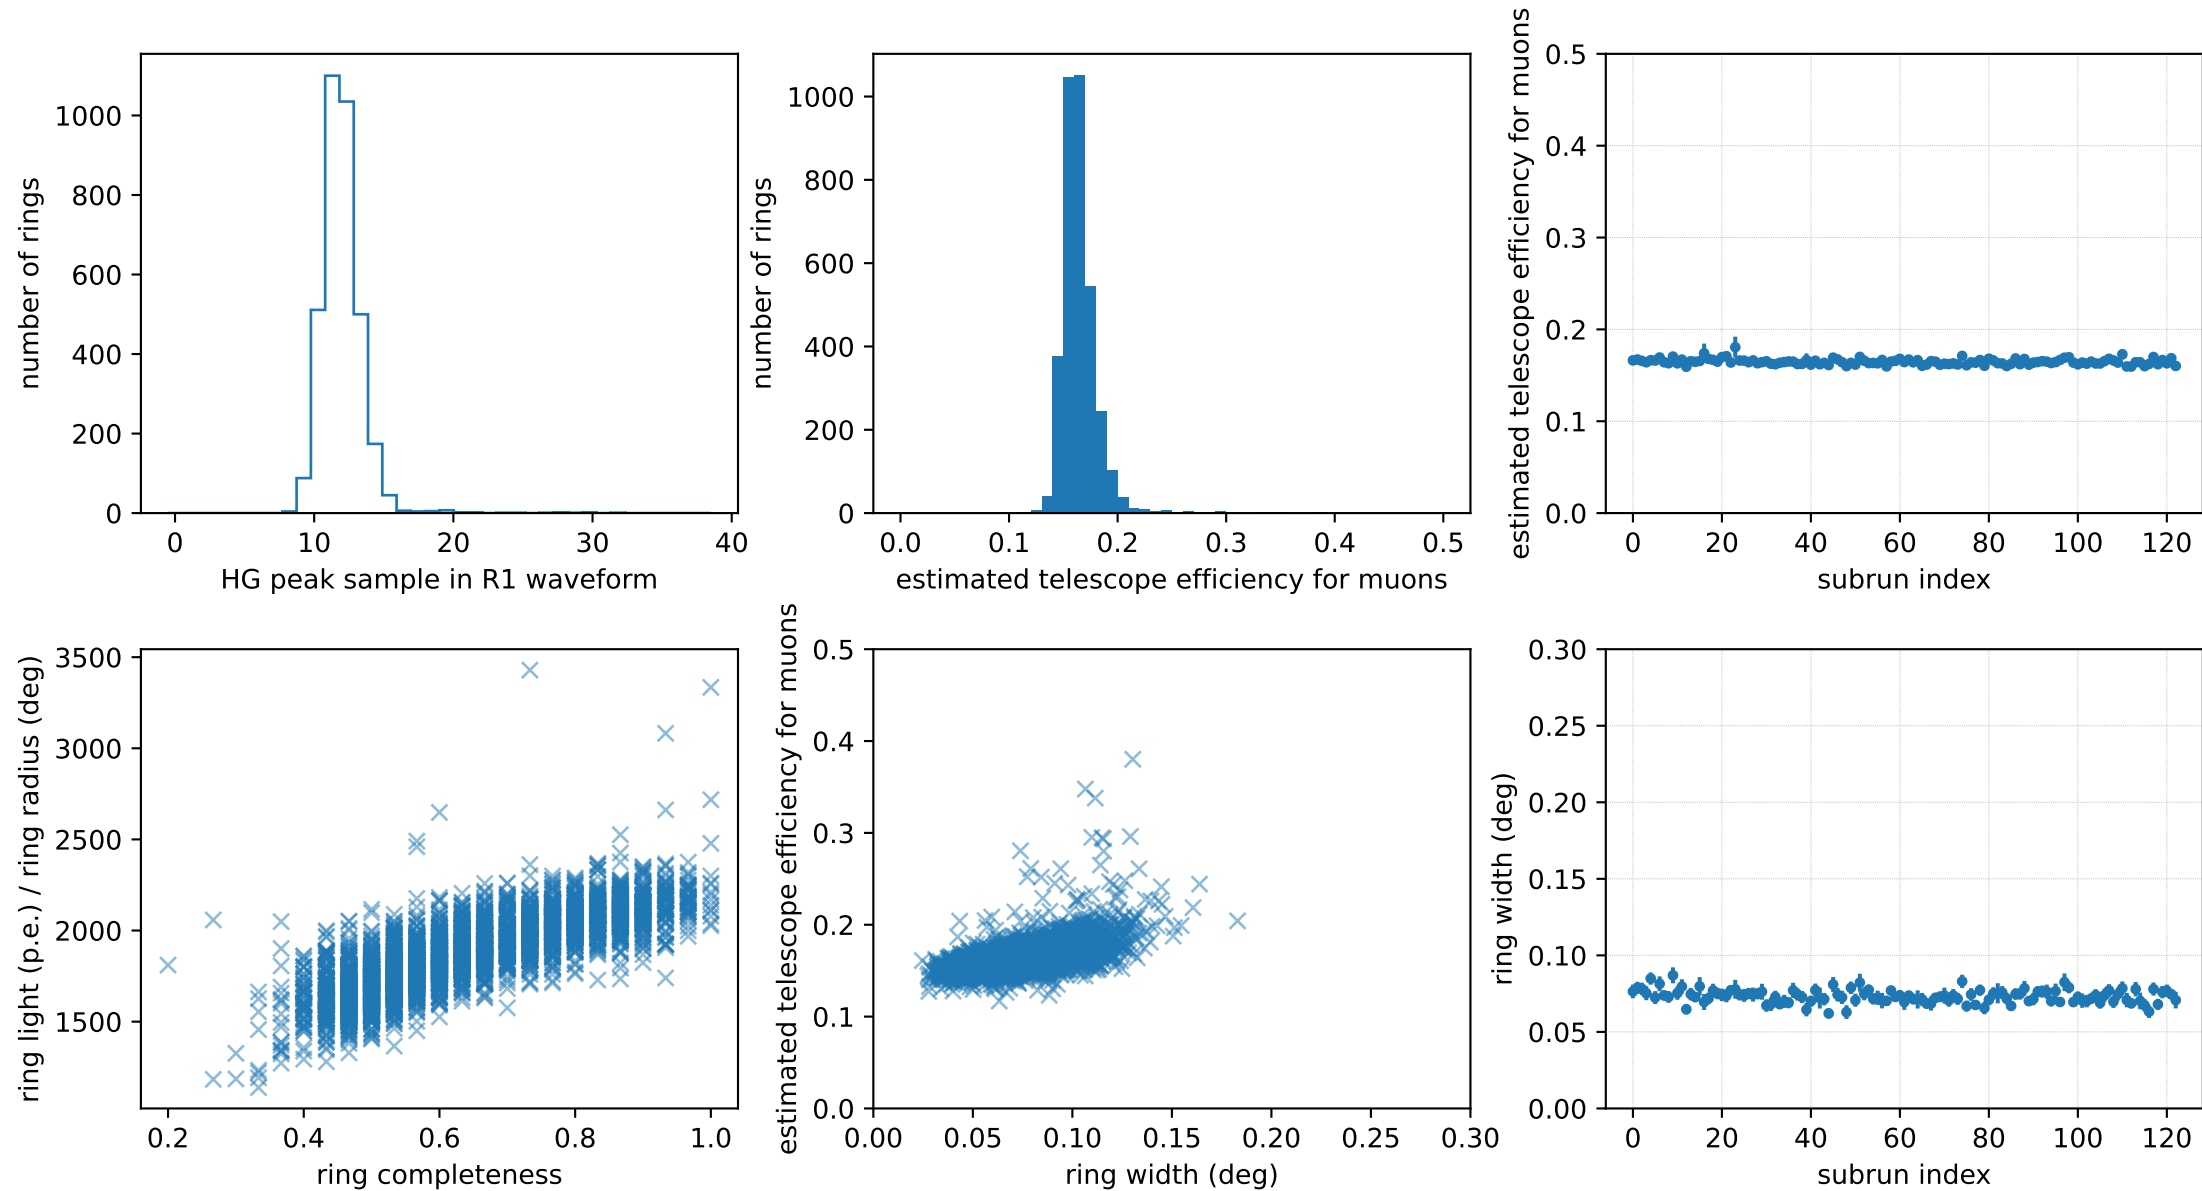 number of rings
1000
800
600
400
200
0
0 10 20 30 40
HG peak sample in R1 waveform
number of rings
1000
800
600
400
200
0
0.0 0.1 0.2 0.3 0.4 0.5
estimated telescope efficiency for muons
estimated telescope efficiency for muons
0.5
0.4
0.3
0.2
0.1
0.0
0 20 40 60 80 100 120
subrun index
ring light (p.e.) / ring radius (deg)
3500
3000
2500
2000
1500
0.2 0.4 0.6 0.8 1.0
ring completeness
estimated telescope efficiency for muons
0.5
0.4
0.3
0.2
0.1
0.0
0.00 0.05 0.10 0.15 0.20 0.25 0.30
ring width (deg)
ring width (deg)
0.30
0.25
0.20
0.15
0.10
0.05
0.00
0 20 40 60 80 100 120
subrun index